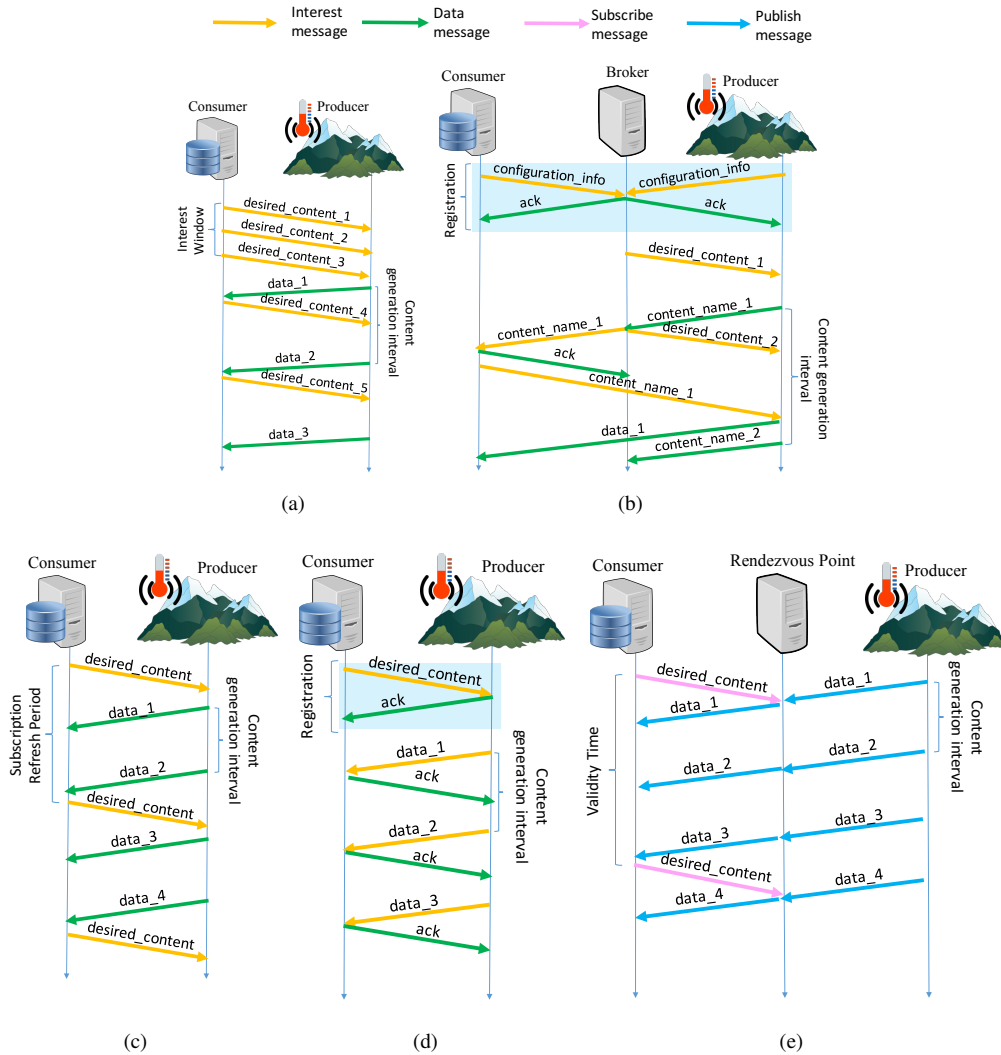 Interest
message
Data
message
Subscribe
message
Publish
message
Consumer
Producer
desired_content_1
desired_content_2
desired_content_3
data_1
desired_content_4
data_2
desired_content_5
data_3
Interest
Window
Content
generation interval
(a)
Consumer
Broker
Producer
Registration
configuration_info
configuration_info
ack
ack
desired_content_1
content_name_1
content_name_1
desired_content_2
ack
content_name_1
data_1
content_name_2
Content generation
interval
(b)
Consumer
Producer
desired_content
data_1
data_2
desired_content
data_3
data_4
desired_content
Subscription
Refresh Period
Content
generation interval
(c)
Consumer
Producer
Registration
desired_content
ack
data_1
ack
data_2
ack
data_3
ack
Content
generation interval
(d)
Consumer
Rendezvous Point
Producer
desired_content
data_1
data_1
data_2
data_2
data_3
data_3
desired_content
data_4
data_4
Validity Time
Content
generation interval
(e)